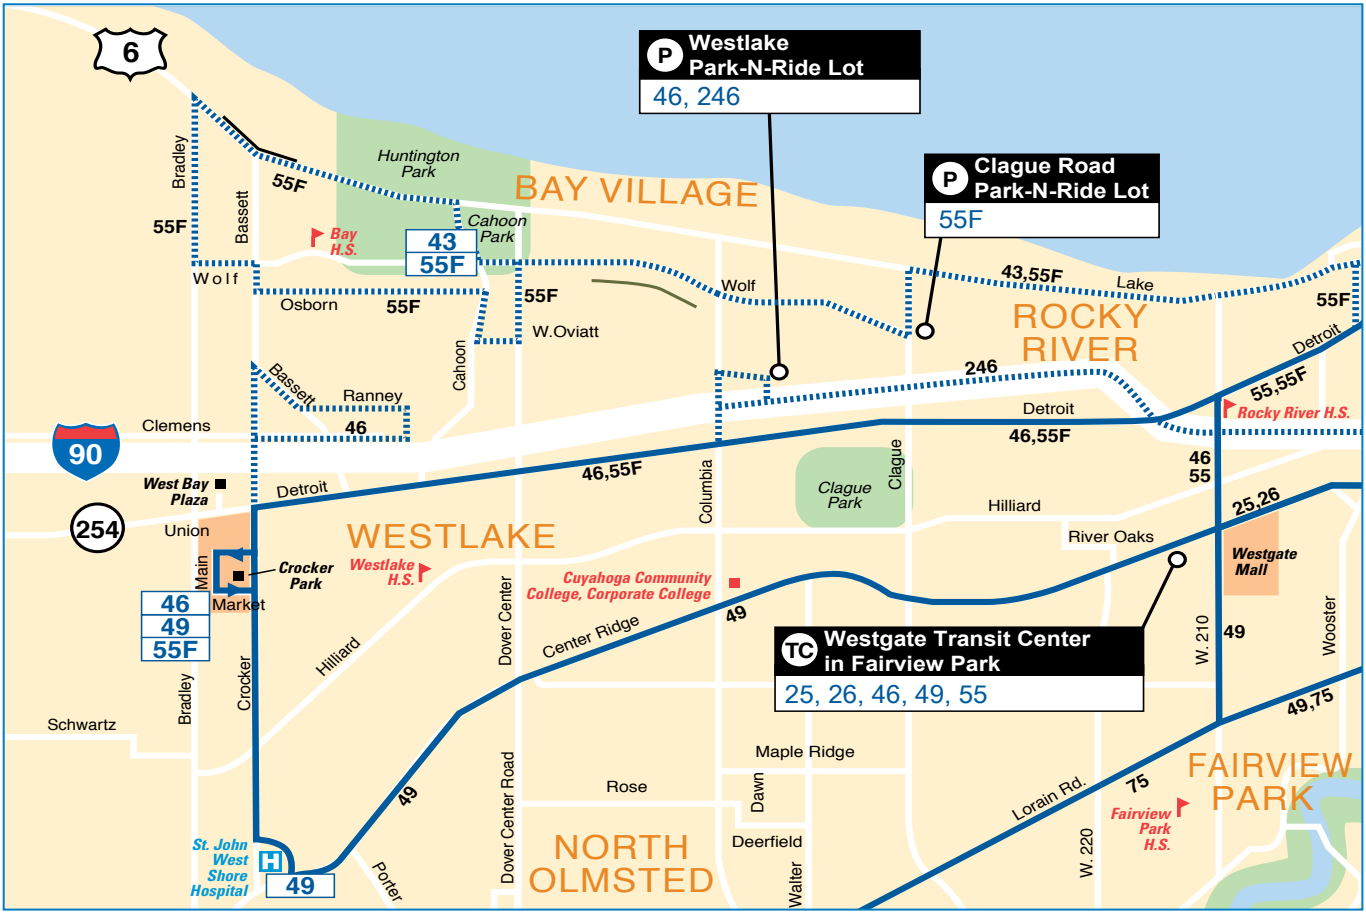 6
Westlake
Park-N-Ride Lot
P
46, 246
Bradley
55F
Huntington
Park
BAY VILLAGE
P
Clague Road
Park-N-Ride Lot
55F
55F
Bassett
Bay
H.S.
Cahoon
Park
43
55F
Wolf
Osborn
55F
55F
Wolf
43,55F
Lake
55F
W.Oviatt
ROCKY
RIVER
Detroit
Cahoon
246
55,55F
Bassett
Ranney
46
Clemens
Detroit
46,55F
Rocky River H.S.
90
46,55F
46
55
West Bay
Plaza
Detroit
Columbia
Clague
Clague
Park
25,26
254
Union
WESTLAKE
Hilliard
River Oaks
Westgate
Mall
Main
Crocker
Park
Westlake
H.S.
Cuyahoga Community
College, Corporate College
Market
46
49
55F
Dover Center
Center Ridge
49
TC
Westgate Transit Center
in Fairview Park
25, 26, 46, 49, 55
W. 210
49
Wooster
Hilliard
Bradley
Crocker
49,75
Schwartz
Maple Ridge
FAIRVIEW
PARK
Rose
Dawn
Lorain Rd.
75
49
Dover Center Road
Fairview
Park
H.S.
St. John
West
Shore
Hospital
H
49
Porter
NORTH
OLMSTED
Deerfield
Walter
W. 220